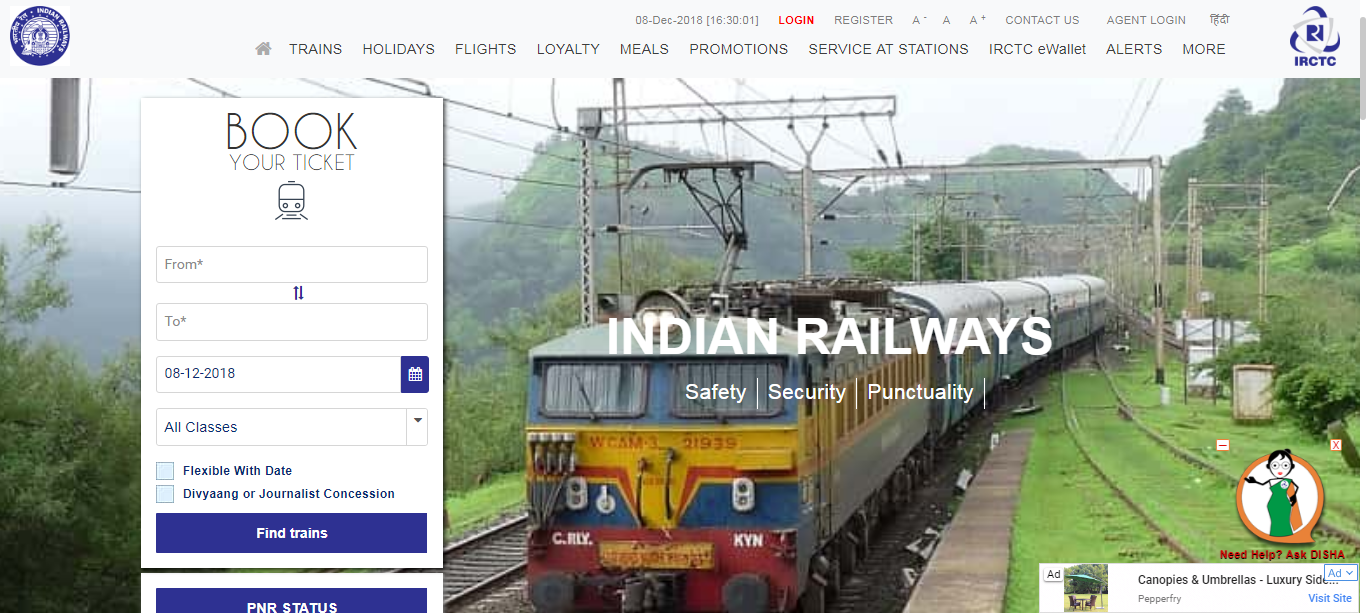 08-Dec-2018 [16:30:01] LOGIN REGISTER A - A A + CONTACT US AGENT LOGIN हिंदी
INDIAN RAILWAYS
TRAINS HOLIDAYS FLIGHTS LOYALTY MEALS PROMOTIONS SERVICE AT STATIONS IRCTC eWallet ALERTS MORE
IRCTC
BOOK
YOUR TICKET
From*
To*
08-12-2018
All Classes
Flexible With Date
Divyaang or Journalist Concession
Find trains
PNR STATUS
INDIAN RAILWAYS
Safety | Security | Punctuality |
WCAM-3 21939
C.RLY. KYN
X
Need Help? Ask DISHA
Ad
Canopies & Umbrellas - Luxury Side...
Ad
Pepperfry
Visit Site